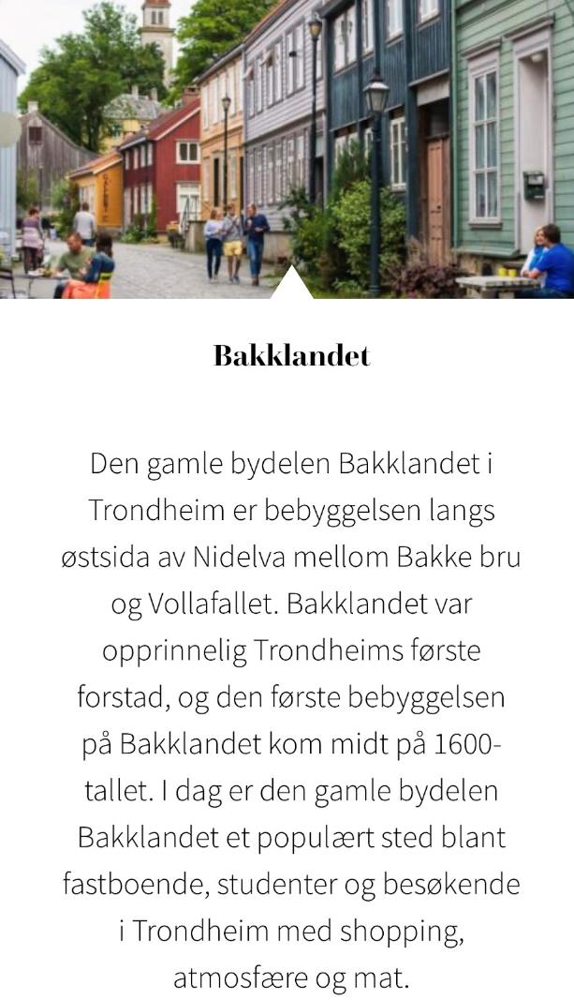 Bakklandet
Den gamle bydelen Bakklandet i
Trondheim er bebyggelsen langs
østsida av Nidelva mellom Bakke bru
og Vollafallet. Bakklandet var
opprinnelig Trondheims første
forstad, og den første bebyggelsen
på Bakklandet kom midt på 1600-
tallet. I dag er den gamle bydelen
Bakklandet et populært sted blant
fastboende, studenter og besøkende
i Trondheim med shopping,
atmosfære og mat.